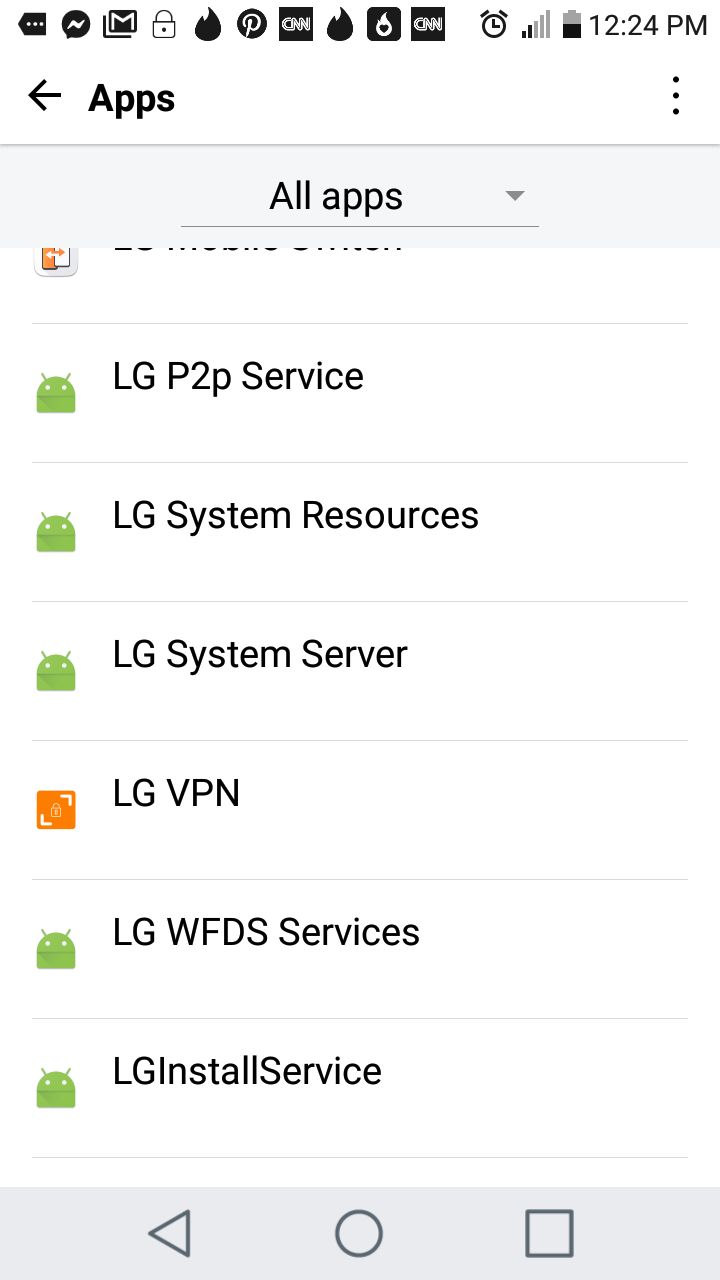 CNN CNN 12:24 PM
Apps
All apps
LG P2p Service
LG System Resources
LG System Server
LG VPN
LG WFDS Services
LGInstallService